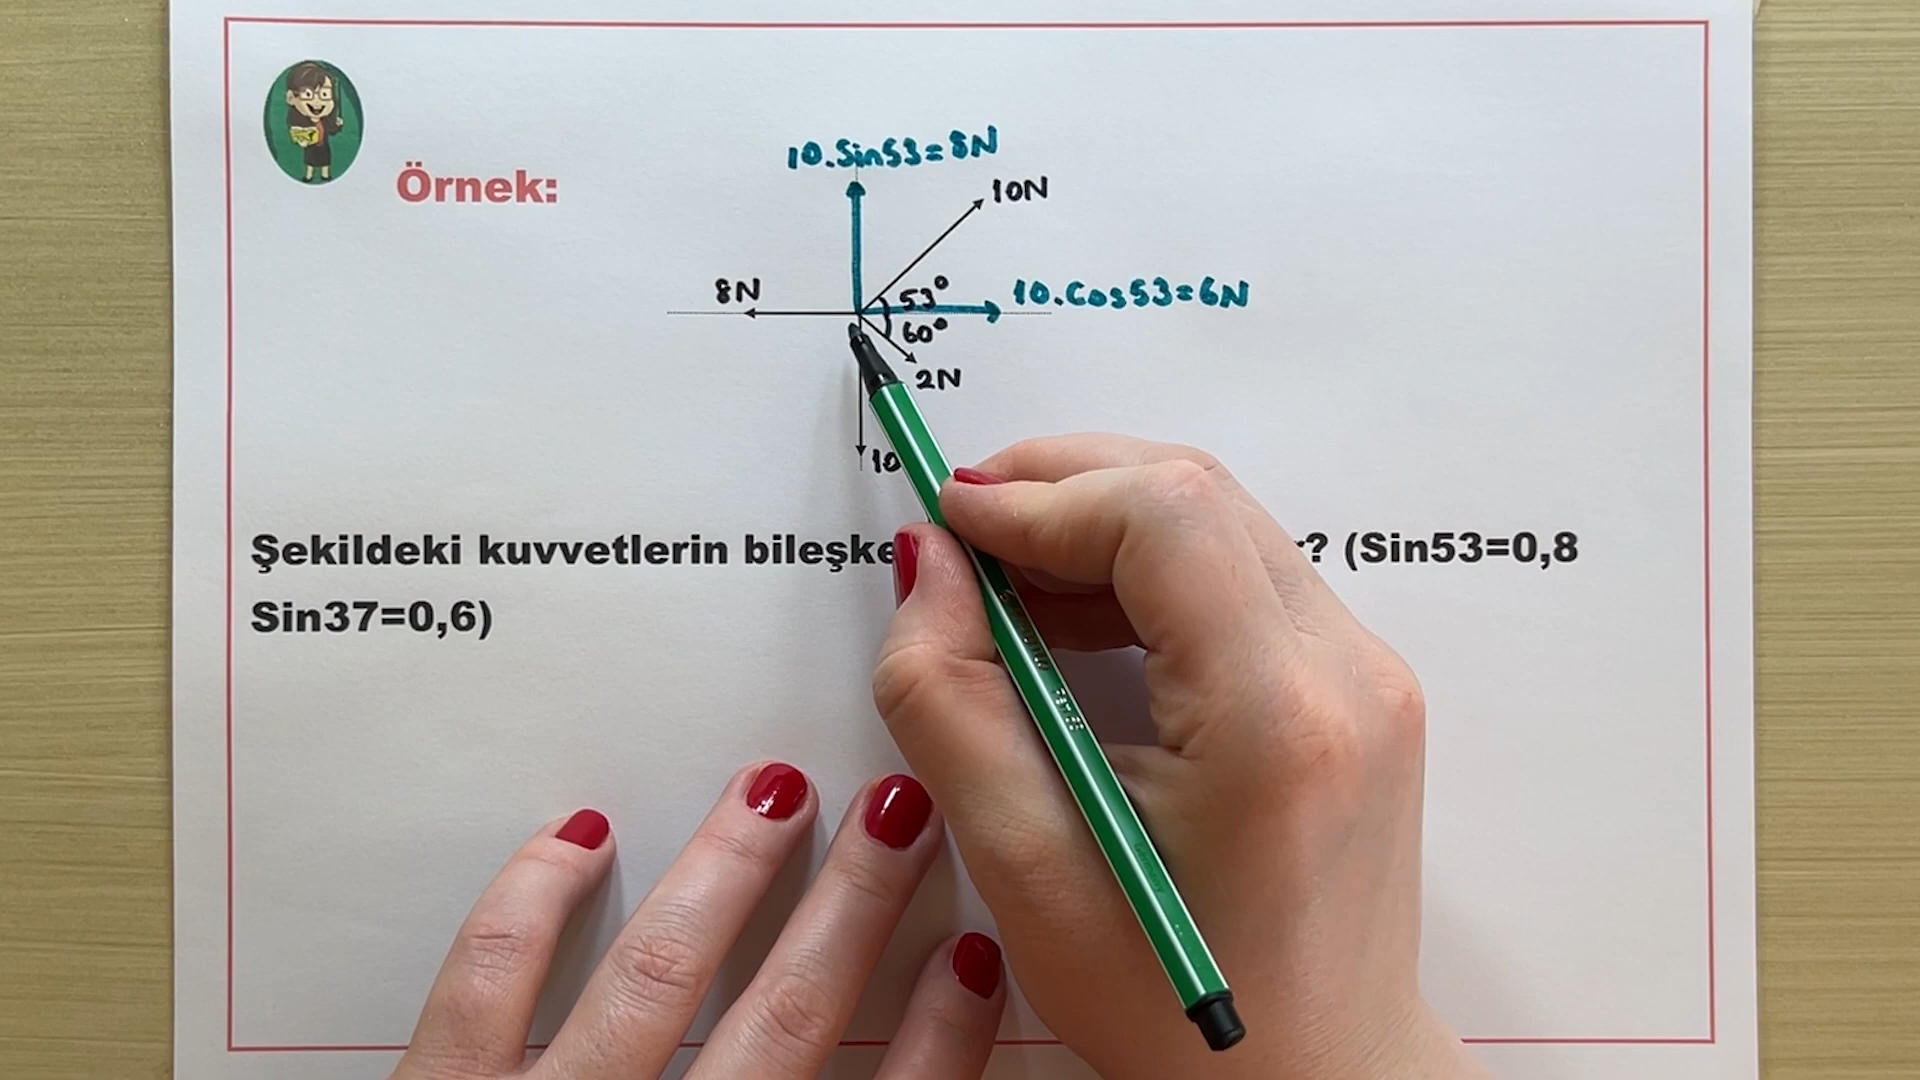 Örnek:
10.Sin53=8N
10N
8N
53°
10.Cos53=6N
60°
2N
10
Şekildeki kuvvetlerin bileşke ? (Sin53=0,8
Sin37=0,6)